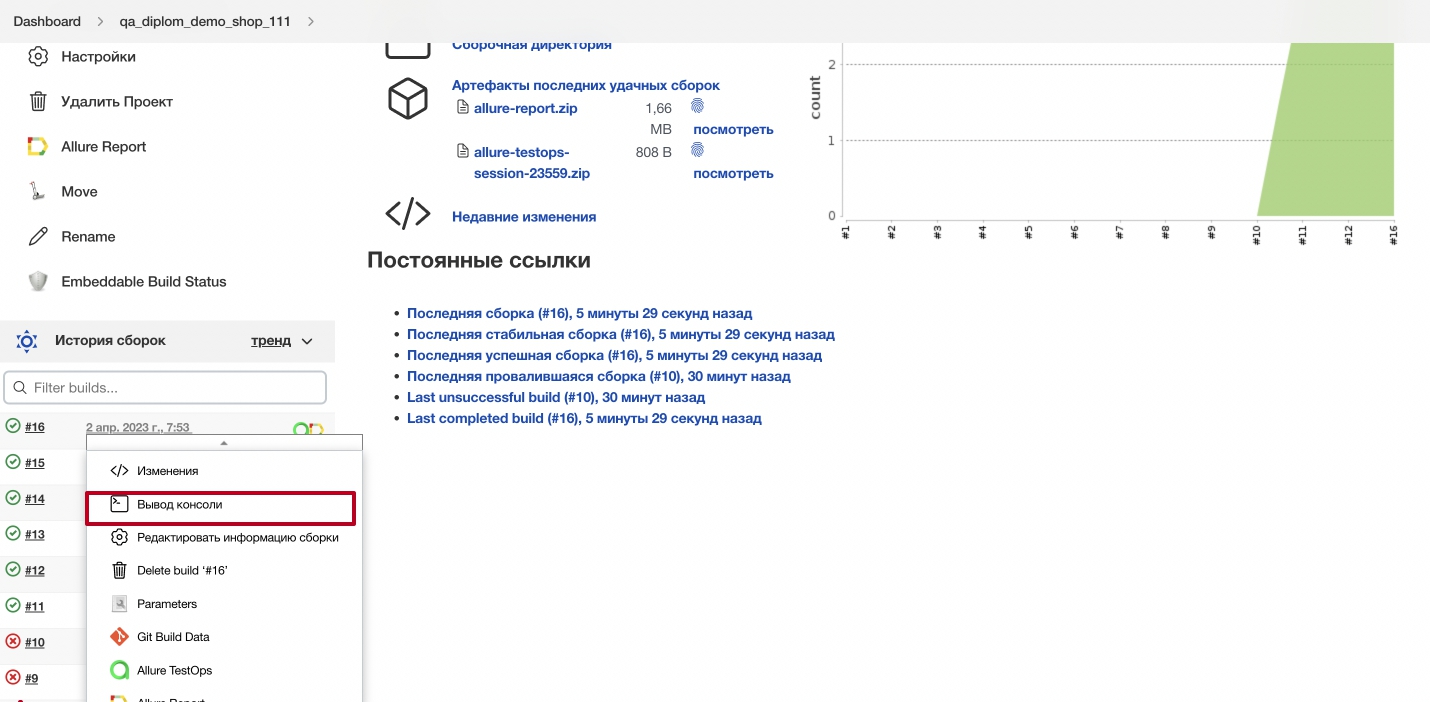 Dashboard
qa_diplom_demo_shop_111
Настройки
Удалить Проект
Allure Report
Move
Rename
Embeddable Build Status
История сборок
тренд
Filter builds...
#16
2 апр. 2023 г., 7:53
#15
#14
#13
#12
#11
#10
#9
Изменения
Вывод консоли
Редактировать информацию сборки
Delete build ‘#16’
Parameters
Git Build Data
Allure TestOps
Allure Report
Сборочная директория
Артефакты последних удачных сборок
allure-report.zip
1,66
MB
посмотреть
allure-testops-
session-23559.zip
808 B
посмотреть
Недавние изменения
Постоянные ссылки
Последняя сборка (#16), 5 минуты 29 секунд назад
Последняя стабильная сборка (#16), 5 минуты 29 секунд назад
Последняя успешная сборка (#16), 5 минуты 29 секунд назад
Последняя провалившаяся сборка (#10), 30 минут назад
Last unsuccessful build (#10), 30 минут назад
Last completed build (#16), 5 минуты 29 секунд назад
count
2
1
0
#1
#2
#3
#4
#5
#6
#7
#8
#9
#10
#11
#12
#16